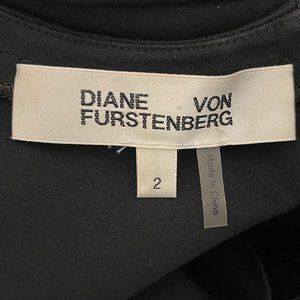 DIANE VON
FURSTENBERG
2
Made In China